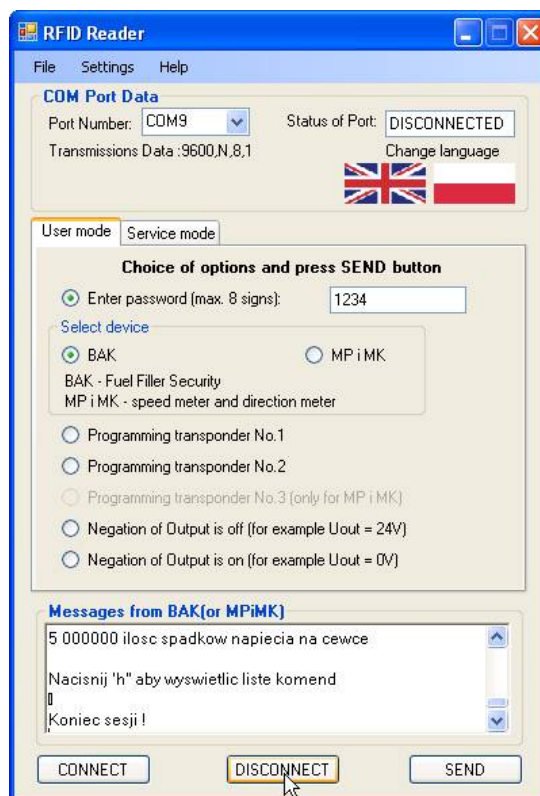 RFID Reader
File Settings Help
COM Port Data
Port Number: COM9 Status of Port: DISCONNECTED
Transmissions Data :9600,N,8,1 Change language
User mode Service mode
Choice of options and press SEND button
Enter password (max. 8 signs): 1234
Select device
BAK MP i MK
BAK - Fuel Filler Security
MP i MK - speed meter and direction meter
Programming transponder No.1
Programming transponder No.2
Programming transponder No.3 (only for MP i MK)
Negation of Output is off (for example Uout = 24V)
Negation of Output is on (for example Uout = 0V)
Messages from BAK(or MPiMK)
5 000000 ilosc spadkow napiecia na cewce
Nacisnij 'h'' aby wyswietlic liste komend
Koniec sesji !
CONNECT DISCONNECT SEND